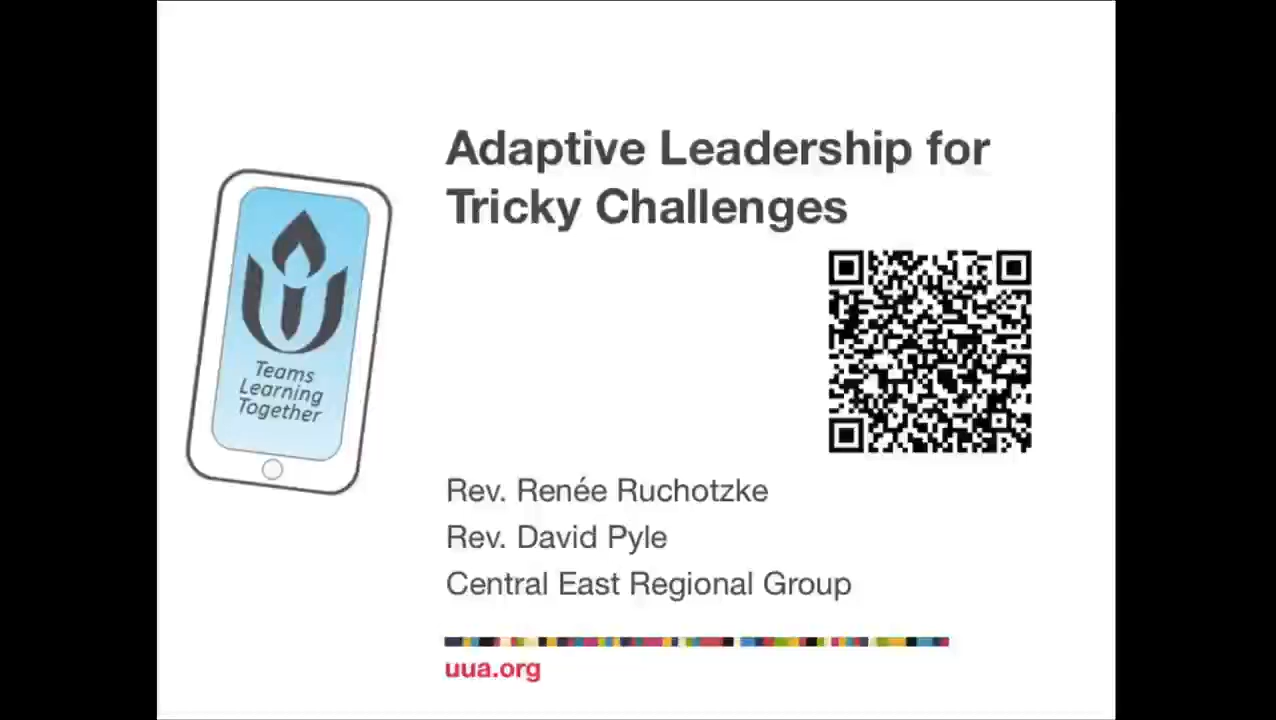 Adaptive Leadership for
Tricky Challenges
Teams
Learning
Together
Rev. Renée Ruchotzke
Rev. David Pyle
Central East Regional Group
uua.org